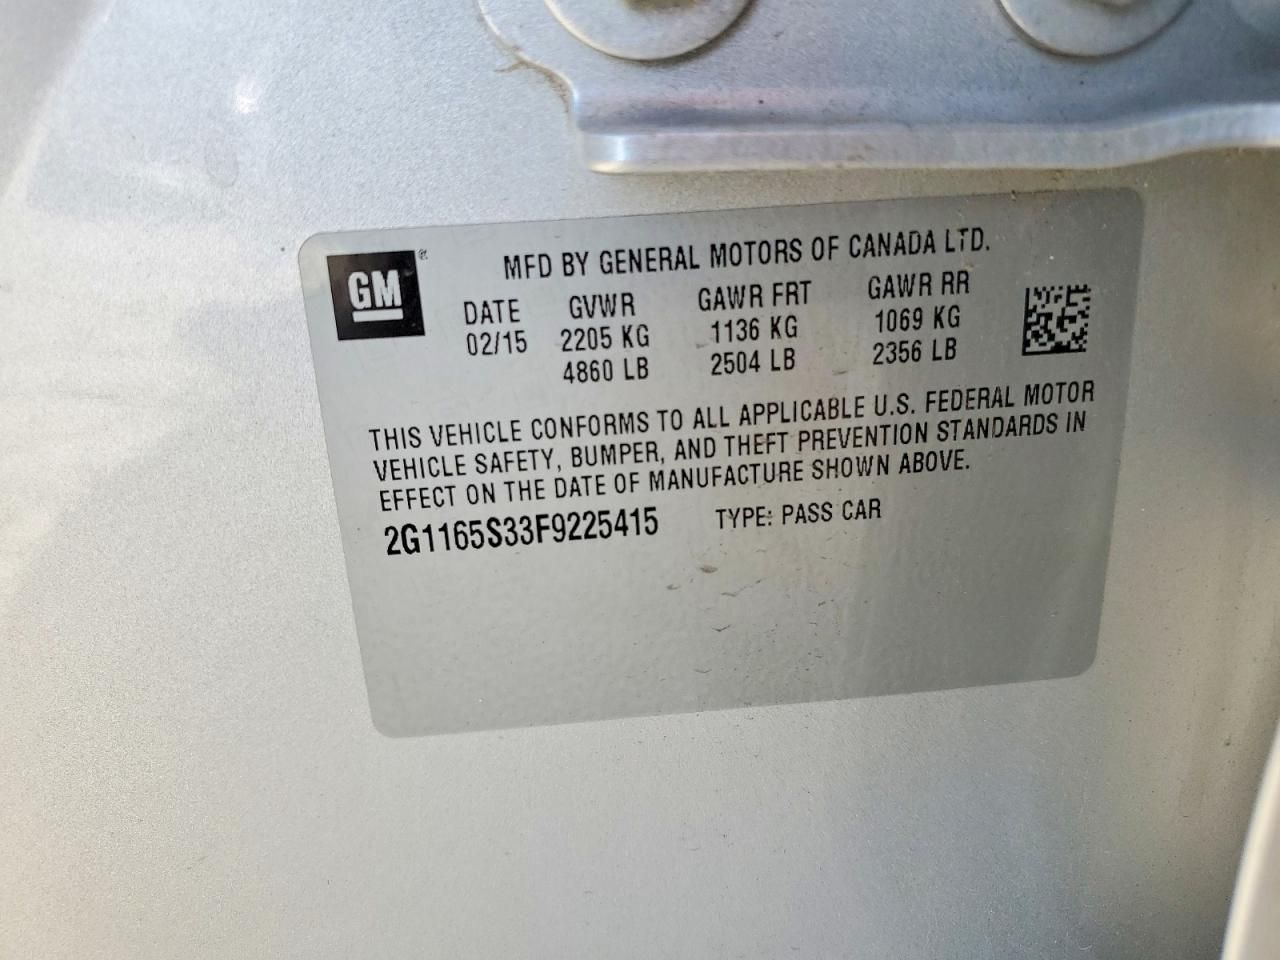 GM
MFD BY GENERAL MOTORS OF CANADA LTD.
DATE GVWR GAWR FRT GAWR RR
02/15 2205 KG 1136 KG 1069 KG
4860 LB 2504 LB 2356 LB
THIS VEHICLE CONFORMS TO ALL APPLICABLE U.S. FEDERAL MOTOR
VEHICLE SAFETY, BUMPER, AND THEFT PREVENTION STANDARDS IN
EFFECT ON THE DATE OF MANUFACTURE SHOWN ABOVE.
2G1165S33F9225415 TYPE: PASS CAR